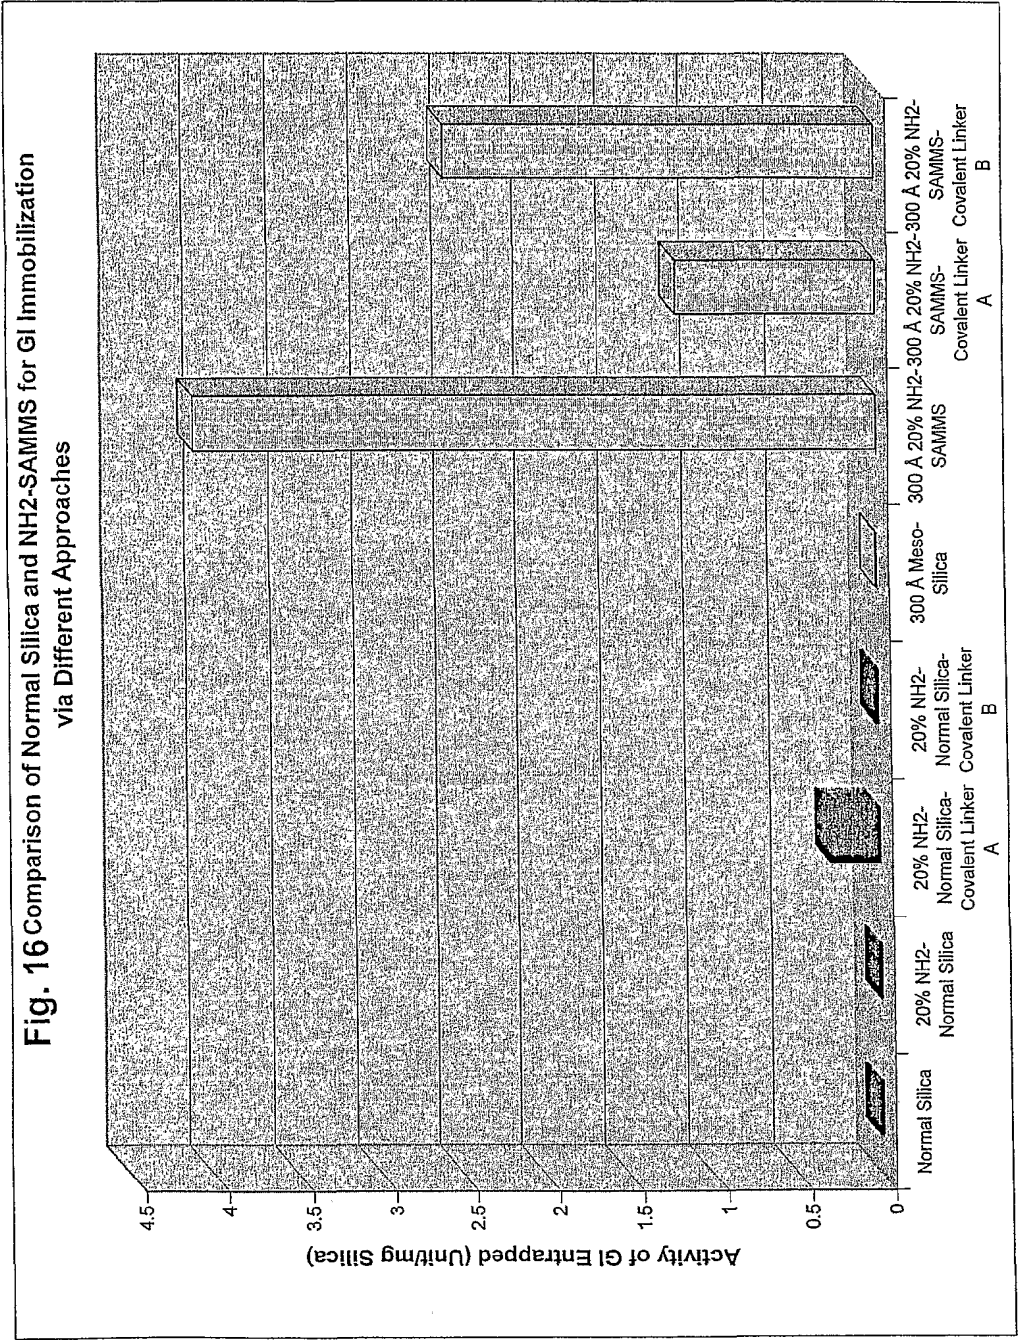 Fig. 16 Comparison of Normal Silica and NH2-SAMMS for GI Immobilization
via Different Approaches
Activity of GI Entrapped (Unit/mg Silica)
4.5
4
3.5
3
2.5
2
1.5
1
0.5
0
Normal Silica
20% NH2-
Normal Silica
20% NH2-
Normal Silica-
Covalent Linker
A
20% NH2-
Normal Silica-
Covalent Linker
B
300 Å Meso-
Silica
300 Å 20% NH2-
SAMMS
300 Å 20% NH2-
SAMMS-
Covalent Linker
A
300 Å 20% NH2-
SAMMS-
Covalent Linker
B